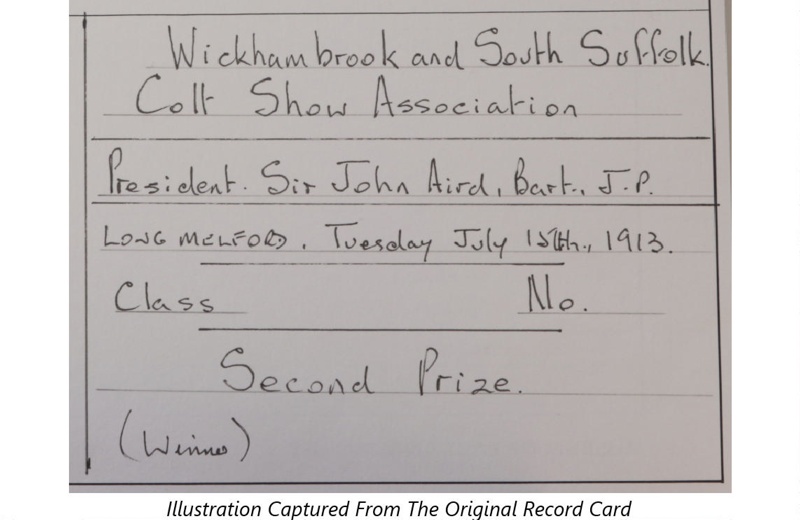 Wickhambrook and South Suffolk.
Colt Show Association
President. Sir John Aird, Bart., J.P.
LONG MELFORD, Tuesday July 15th., 1913.
Class No.
Second Prize.
(Winner)
Illustration Captured From The Original Record Card